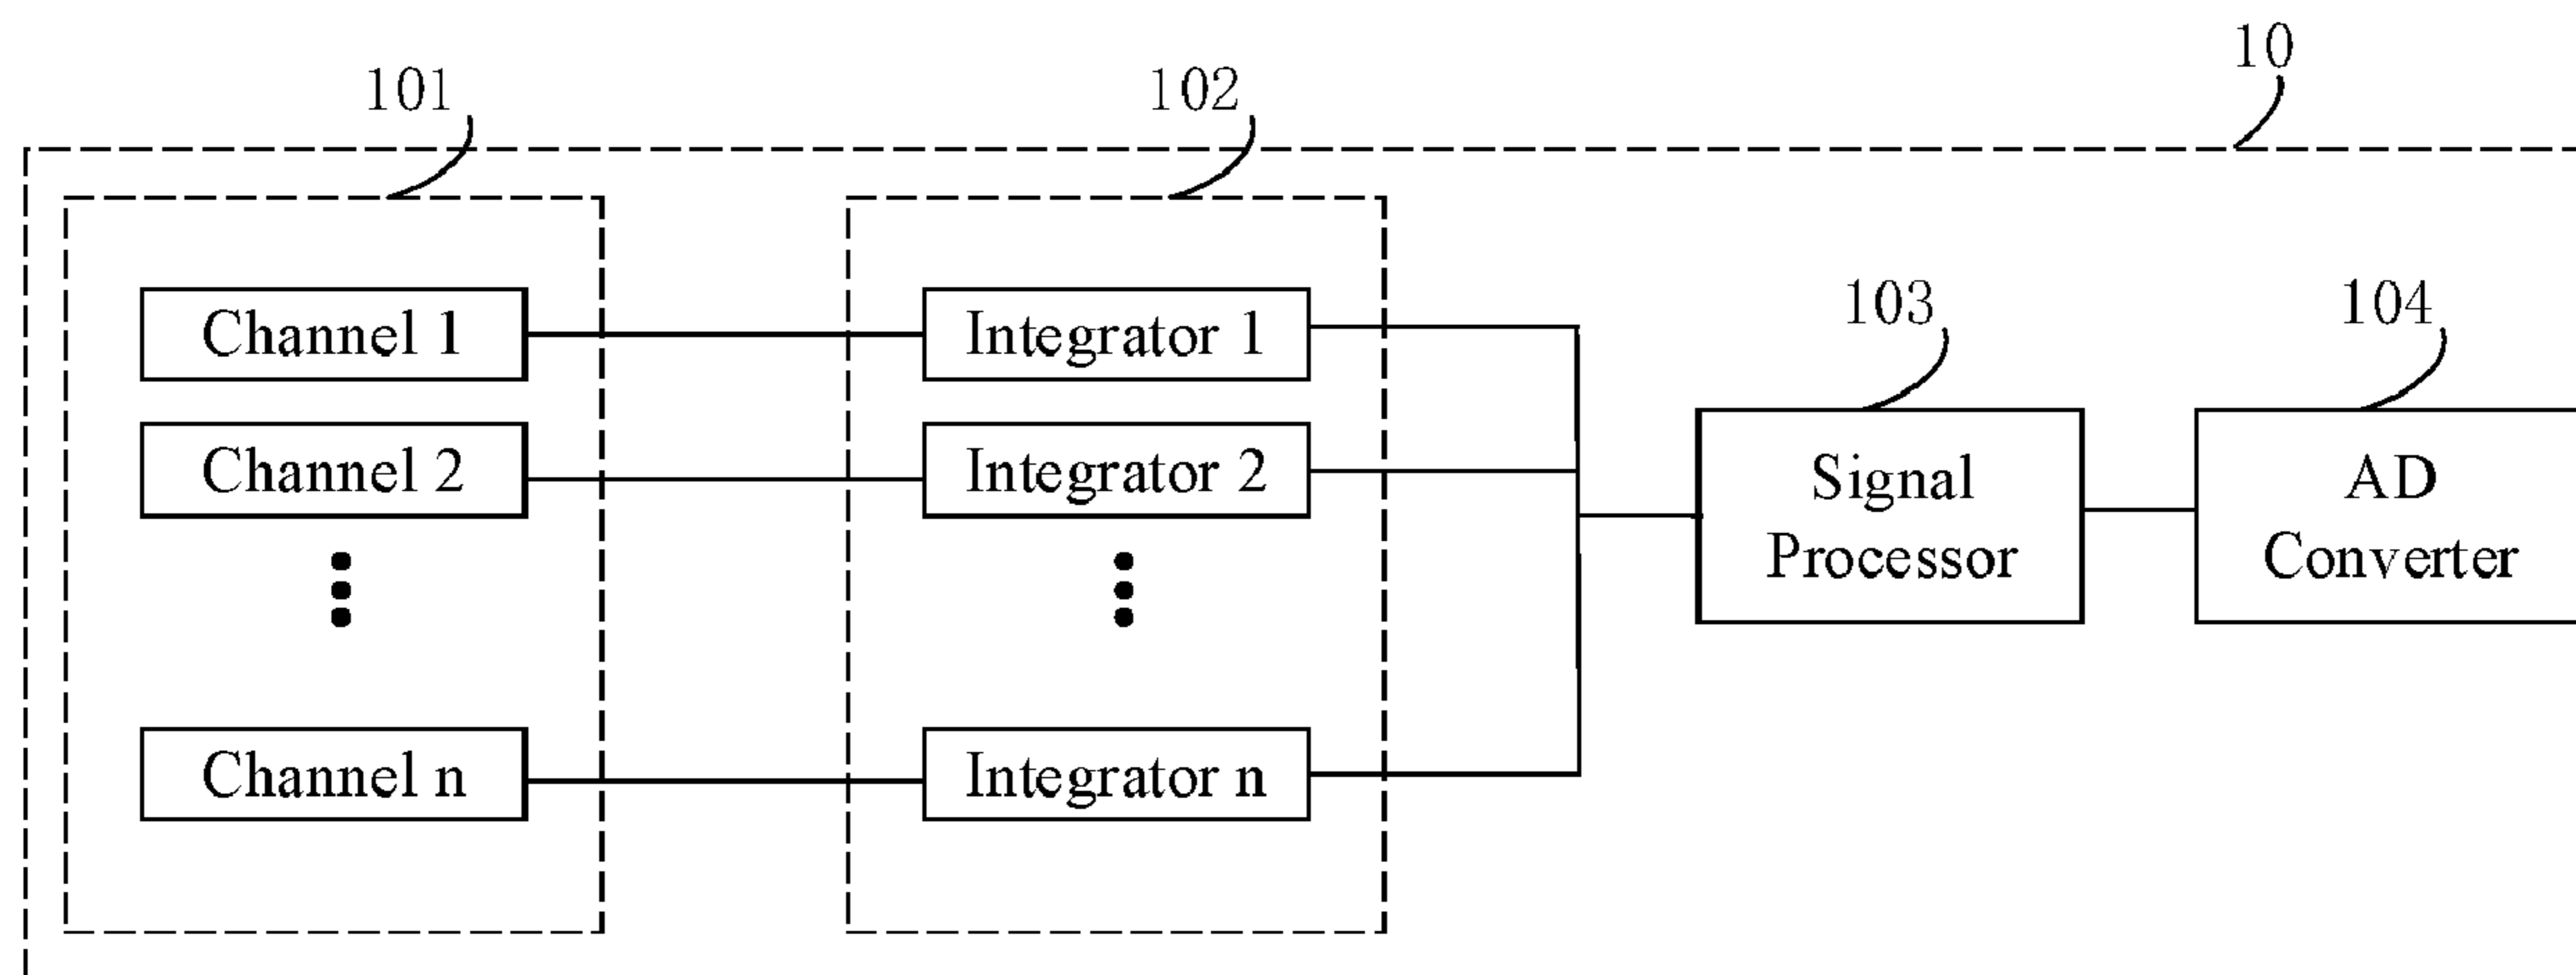 10
101
102
103
104
Channel 1
Integrator 1
Channel 2
Integrator 2
Signal
Processor
AD
Converter
Channel n
Integrator n